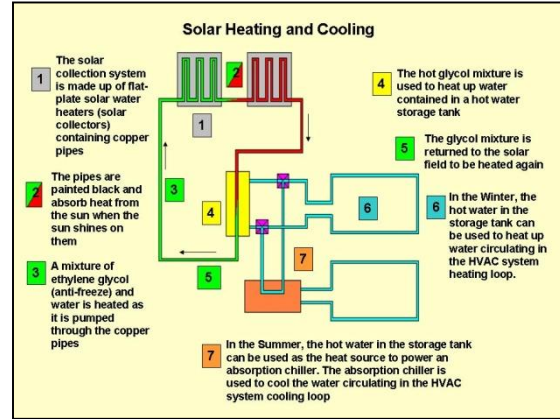 Solar Heating and Cooling
1
The solar
collection system
is made up of flat-
plate solar water
heaters (solar
collectors)
containing copper
pipes
2
The pipes are
painted black and
absorb heat from
the sun when the
sun shines on
them
3
A mixture of
ethylene glycol
(anti-freeze) and
water is heated as
it is pumped
through the copper
pipes
2
1
3
4
5
6
7
4
The hot glycol mixture is
used to heat up water
contained in a hot water
storage tank
5
The glycol mixture is
returned to the solar
field to be heated again
6
In the Winter, the
hot water in the
storage tank can
be used to heat up
water circulating in
the HVAC system
heating loop.
7
In the Summer, the hot water in the storage tank
can be used as the heat source to power an
absorption chiller. The absorption chiller is
used to cool the water circulating in the HVAC
system cooling loop